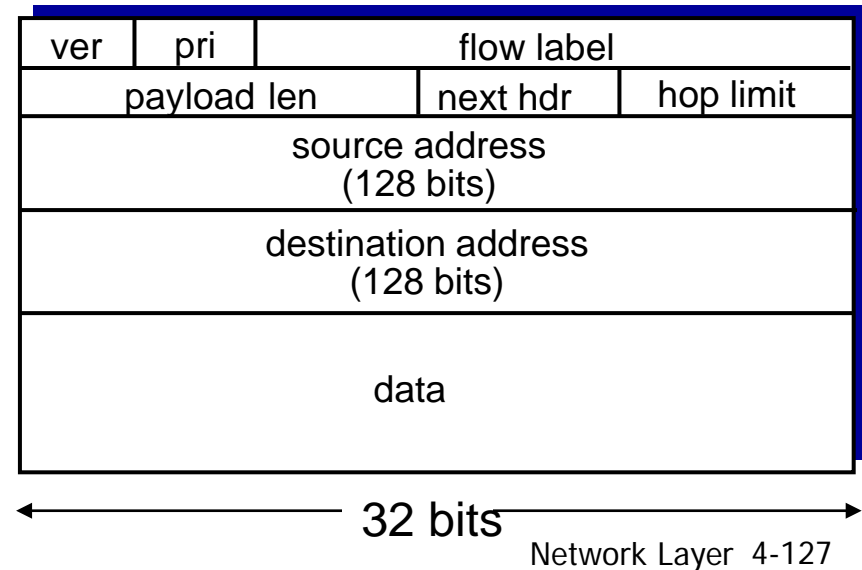 ver pri flow label
payload len next hdr hop limit
source address
(128 bits)
destination address
(128 bits)
data
32 bits
Network Layer 4-127